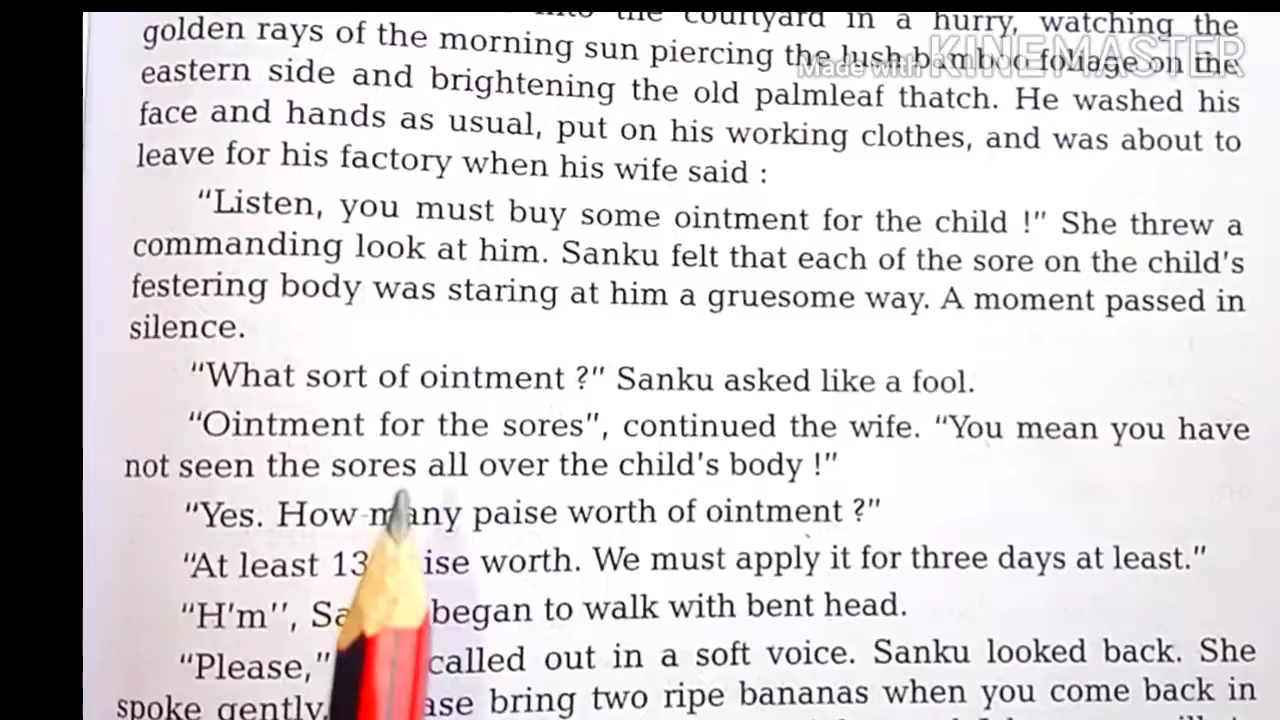 the courtyard in a hurry, watching the
golden rays of the morning sun piercing the lush bamboo foliage on the
Made with KINEMASTER
eastern side and brightening the old palmleaf thatch. He washed his
face and hands as usual, put on his working clothes, and was about to
leave for his factory when his wife said :
"Listen, you must buy some ointment for the child !" She threw a
commanding look at him. Sanku felt that each of the sore on the child's
festering body was staring at him a gruesome way. A moment passed in
silence.
"What sort of ointment ?" Sanku asked like a fool.
"Ointment for the sores", continued the wife. "You mean you have
not seen the sores all over the child's body !"
"Yes. How many paise worth of ointment ?"
"At least 13 worth. We must apply it for three days at least."
"H'm'', began to walk with bent head.
"Please," called out in a soft voice. Sanku looked back. She
spoke gently, bring two ripe bananas when you come back in